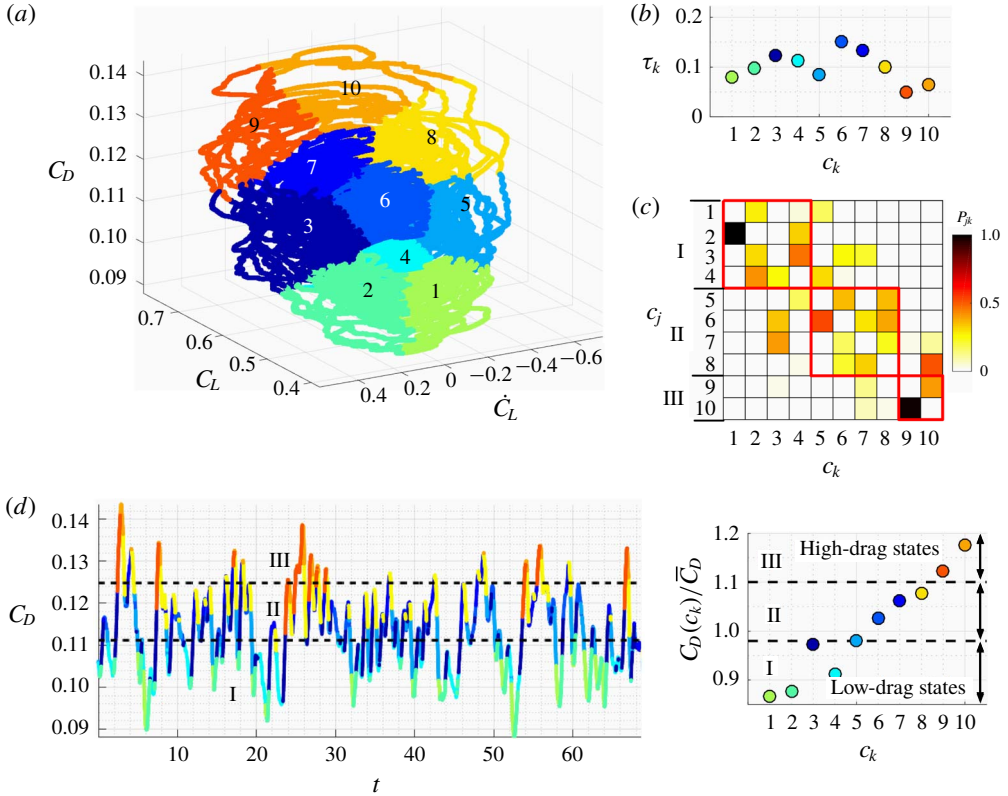 (a)
0.14
0.13
0.12
0.11
0.10
0.09
C_D
10
9
8
7
6
5
3
4
2
1
0.7
0.6
0.5
0.4
C_L
0.4
0.2
0
−0.2
−0.4
−0.6
Ċ_L
(b)
0.2
0.1
0
τ_k
1 2 3 4 5 6 7 8 9 10
c_k
(c)
P_jk
1.0
0.5
0
I
II
III
c_j
1
2
3
4
5
6
7
8
9
10
1 2 3 4 5 6 7 8 9 10
c_k
(d)
0.14
0.13
0.12
0.11
0.10
0.09
C_D
III
II
I
10 20 30 40 50 60
t
1.2
1.1
1.0
0.9
C_D(c_k)/C̅_D
III High-drag states
II
I
Low-drag states
1 2 3 4 5 6 7 8 9 10
c_k